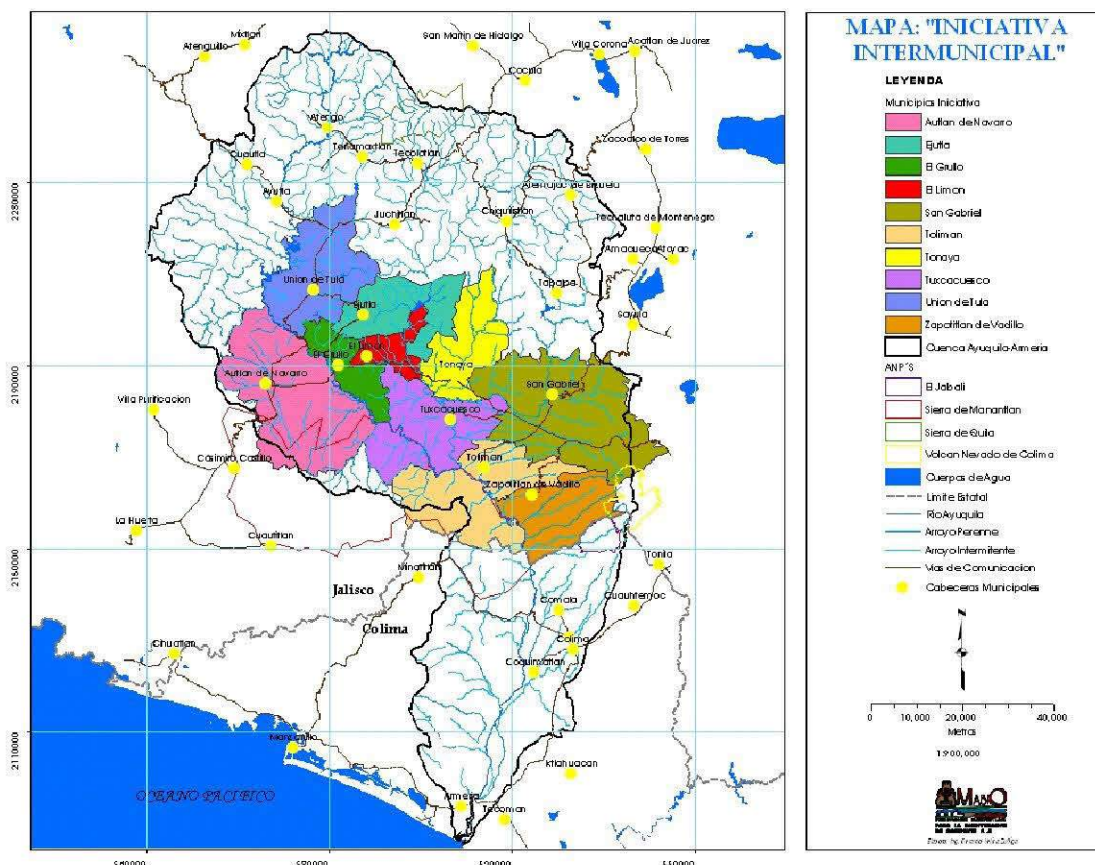 MAPA: "INICIATIVA
INTERMUNICIPAL"
LEYENDA
Municipios Iniciativa
Autlan de Navarro
Ejutla
El Grullo
El Limon
San Gabriel
Toliman
Tonaya
Tuxcacuesco
Union de Tula
Zapotitlan de Vadillo
Cuenca Ayuquila-Armeria
ANP'S
El Jabali
Sierra de Manantlan
Sierra de Quila
Volcan Nevado de Colima
Cuerpos de Agua
Limite Estatal
Rio Ayuquila
Arroyo Perenne
Arroyo Intermitente
Vias de Comunicacion
Cabeceras Municipales
0 10,000 20,000 40,000
Metros
1:900,000
MANO
Mixtlan
Atenguillo
San Martin de Hidalgo
Villa Corona
Acatlan de Juarez
Cocula
Atengo
Tenamaxtlan
Tecolotlan
Cuautla
Zacoalco de Torres
Ayutla
Atemajac de Brizuela
Juchitlan
Chiquilistlan
Techaluta de Montenegro
Amacueca
Atoyac
Union de Tula
Tapalpa
Ejutla
Sayula
El Limon
El Grullo
Tonaya
Autlan de Navarro
San Gabriel
Villa Purificacion
Tuxcacuesco
Casimiro Castillo
Toliman
Zapotitlan de Vadillo
La Huerta
Cuautitlan
Tonila
Minatitlan
Jalisco
Comala
Cuauhtemoc
Colima
Colima
Cihuatlan
Coquimatlan
Manzanillo
Ixtlahuacan
OCEANO PACIFICO
Armeria
Tecoman